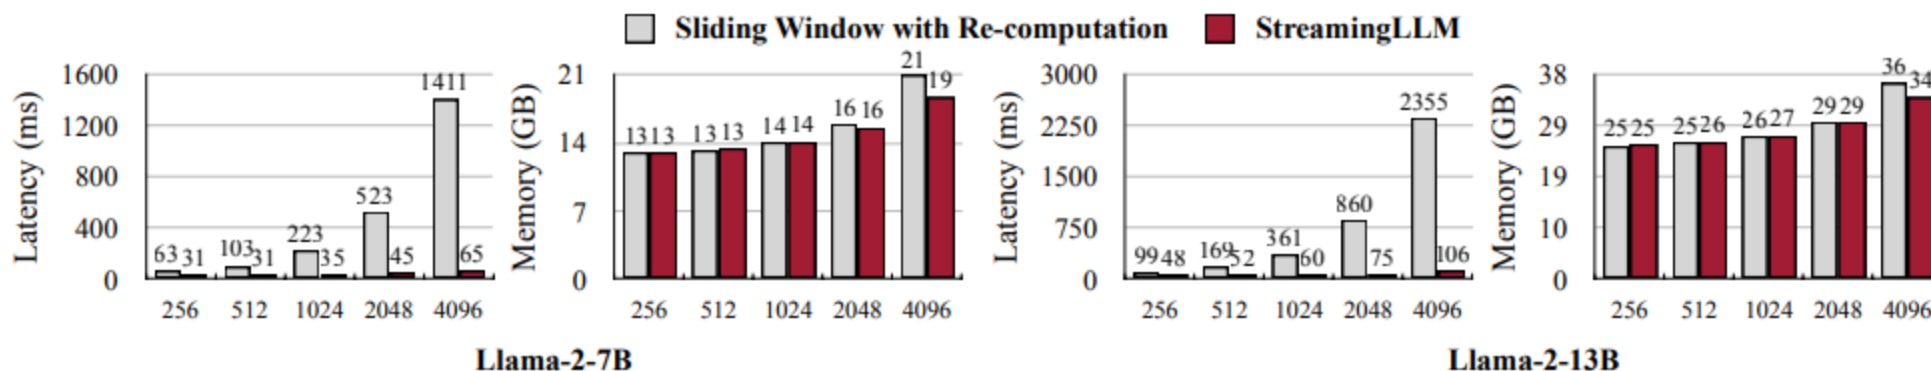 Sliding Window with Re-computation StreamingLLM
Latency (ms)
1600
1200
800
400
0
63 31 103 31 223 35 523 45 1411 65
256 512 1024 2048 4096
Memory (GB)
21
14
7
0
13 13 13 13 14 14 16 16 21 19
256 512 1024 2048 4096
Llama-2-7B
Latency (ms)
3000
2250
1500
750
0
99 48 169 52 361 60 860 75 2355 106
256 512 1024 2048 4096
Memory (GB)
38
29
19
10
0
25 25 25 26 26 27 29 29 36 34
256 512 1024 2048 4096
Llama-2-13B